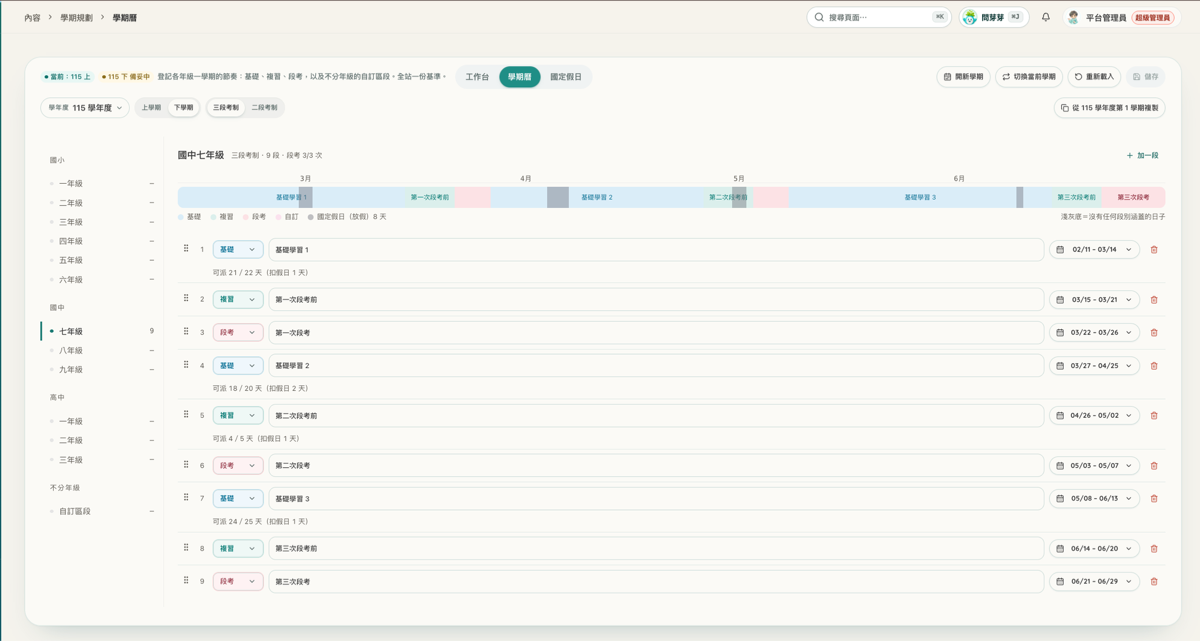 內容 > 學期規劃 > 學期曆
搜尋頁面… ⌘K
問芽芽 ⌘J
平台管理員 超級管理員
當前：115 上
115 下 備妥中
登記各年級一學期的節奏：基礎、複習、段考，以及不分年級的自訂區段。全站一份基準。
工作台 學期曆 國定假日
開新學期 切換當前學期 重新載入 儲存
學年度 115 學年度
上學期 下學期
三段考制 二段考制
從 115 學年度第 1 學期複製
國小
一年級 –
二年級 –
三年級 –
四年級 –
五年級 –
六年級 –
國中
七年級 9
八年級 –
九年級 –
高中
一年級 –
二年級 –
三年級 –
不分年級
自訂區段 –
國中七年級 三段考制・9 段・段考 3/3 次
+ 加一段
3月 4月 5月 6月
基礎學習 1 第一次段考前 基礎學習 2 第二次段考前 基礎學習 3 第三次段考前 第三次段考
基礎 複習 段考 自訂 國定假日（放假）8 天
淺灰底＝沒有任何段別涵蓋的日子
1 基礎 基礎學習 1 02/11 – 03/14
可派 21 / 22 天（扣假日 1 天）
2 複習 第一次段考前 03/15 – 03/21
3 段考 第一次段考 03/22 – 03/26
4 基礎 基礎學習 2 03/27 – 04/25
可派 18 / 20 天（扣假日 2 天）
5 複習 第二次段考前 04/26 – 05/02
可派 4 / 5 天（扣假日 1 天）
6 段考 第二次段考 05/03 – 05/07
7 基礎 基礎學習 3 05/08 – 06/13
可派 24 / 25 天（扣假日 1 天）
8 複習 第三次段考前 06/14 – 06/20
9 段考 第三次段考 06/21 – 06/29